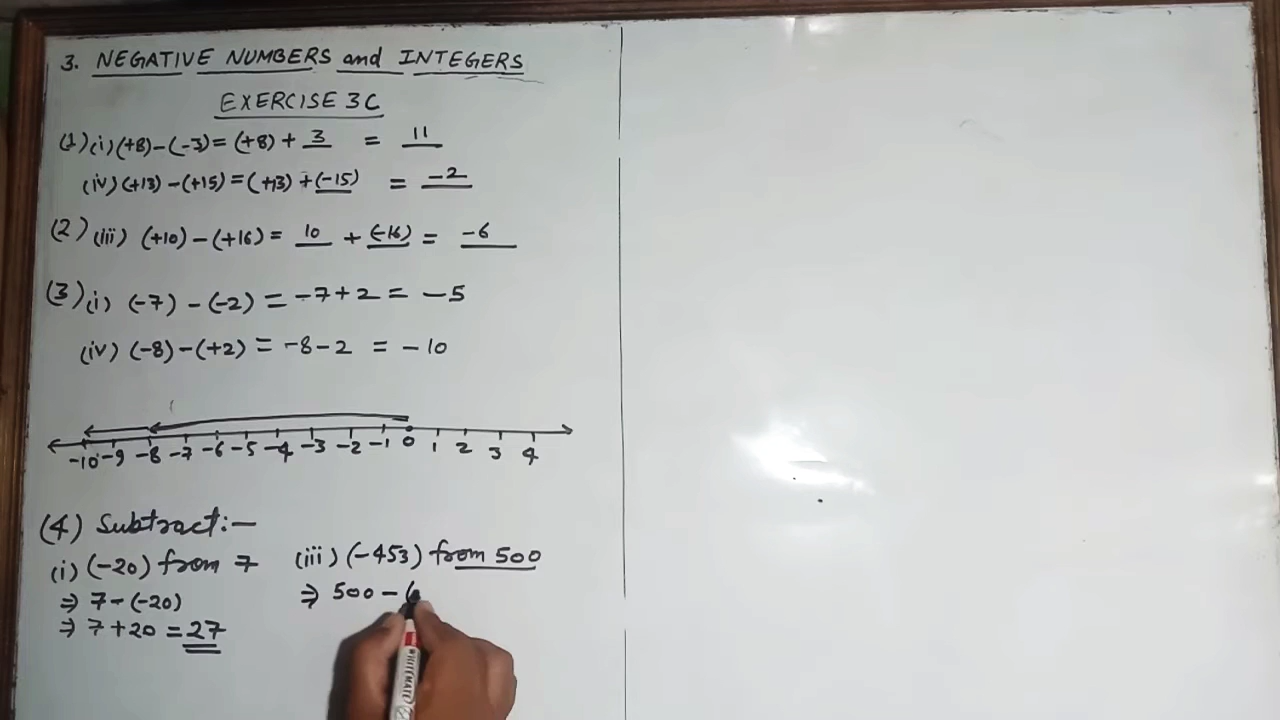 3. NEGATIVE NUMBERS and INTEGERS
EXERCISE 3C
(1) (i) (+8)-(-3)= (+8) + 3 = 11
(iv) (+13) -(+15) = (+13) +(-15) = -2
(2) (iii) (+10)-(+16) = 10 + (-16) = -6
(3) (i) (-7) - (-2) = -7+2 = -5
(iv) (-8)-(+2) = -8-2 = -10
-10 -9 -8 -7 -6 -5 -4 -3 -2 -1 0 1 2 3 4
(4) Subtract:-
(i) (-20) from 7
⇒ 7-(-20)
⇒ 7+20 = 27
(iii) (-453) from 500
⇒ 500 - (
WRITEMATE